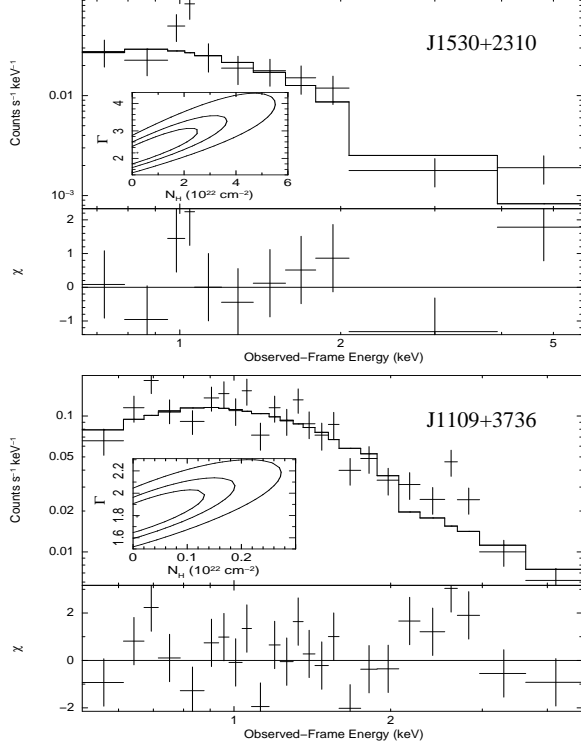 J1530+2310
Counts s⁻¹ keV⁻¹
0.01
10⁻³
Γ
4
3
2
0 2 4 6
N_H (10²² cm⁻²)
χ
2
1
0
−1
1 2 5
Observed−Frame Energy (keV)
J1109+3736
Counts s⁻¹ keV⁻¹
0.1
0.05
0.02
0.01
Γ
2.2
2
1.8
1.6
0 0.1 0.2
N_H (10²² cm⁻²)
χ
2
0
−2
1 2
Observed−Frame Energy (keV)